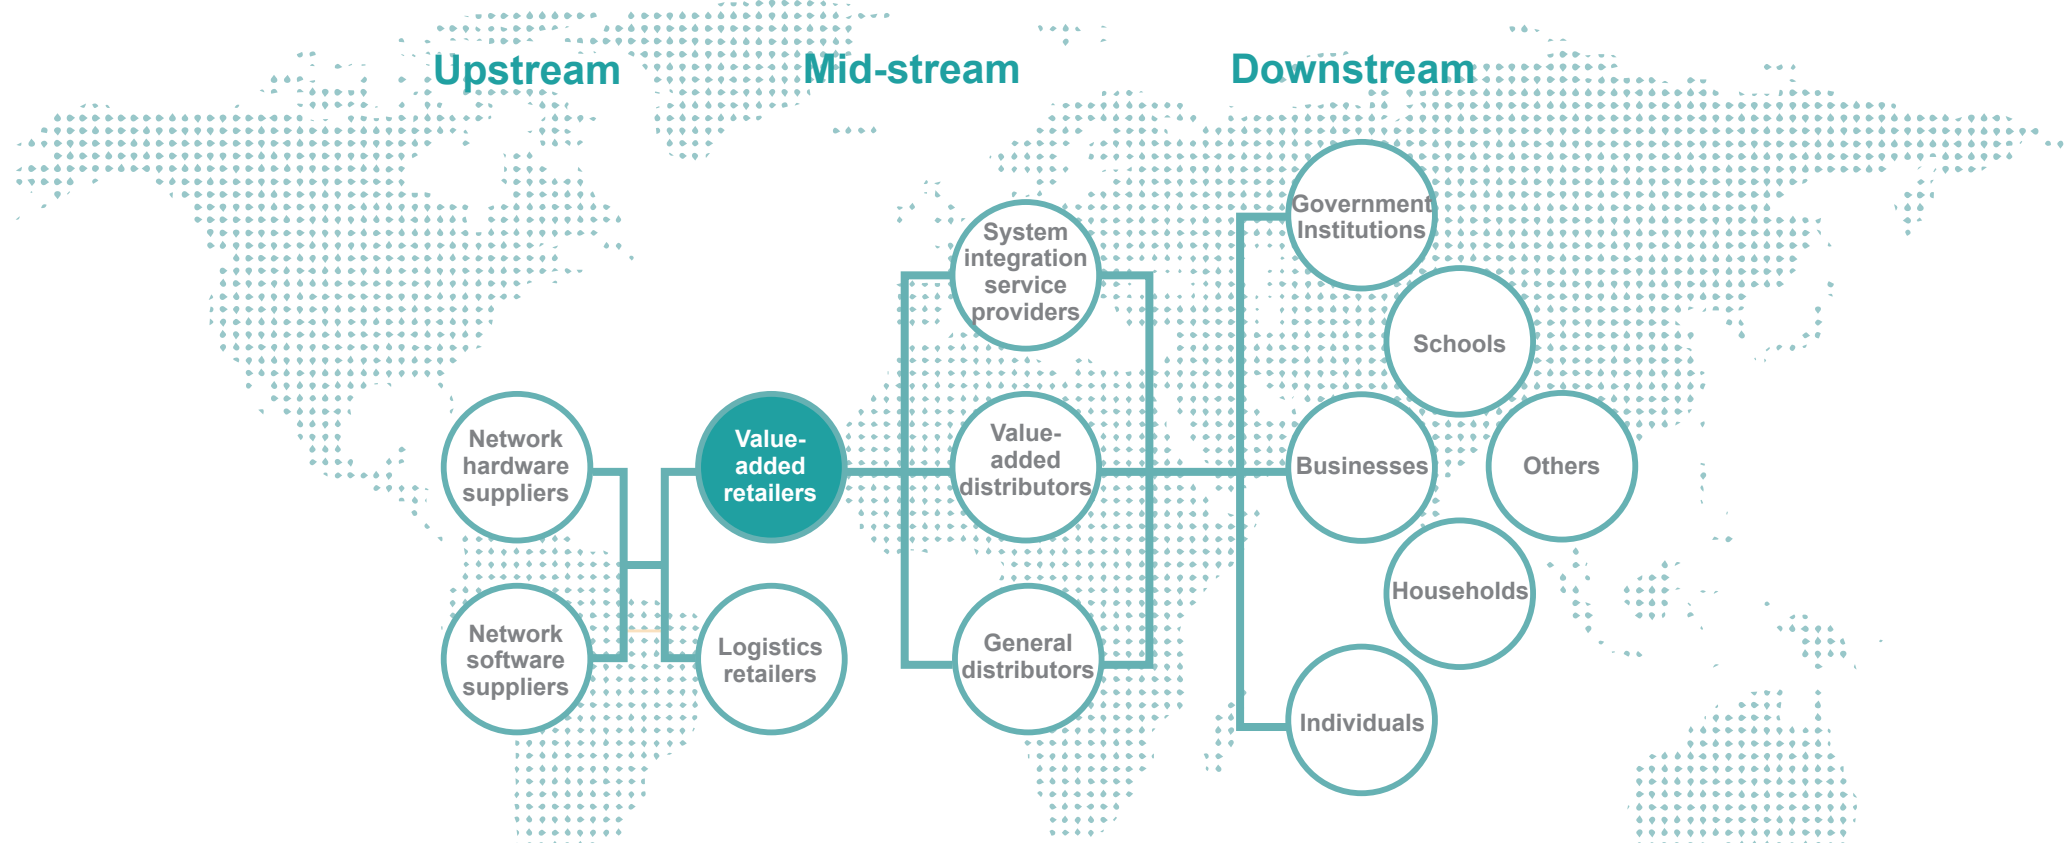 Upstream
Mid-stream
Downstream
Network
hardware
suppliers
Network
software
suppliers
Value-
added
retailers
Logistics
retailers
System
integration
service
providers
Value-
added
distributors
General
distributors
Government
Institutions
Schools
Businesses
Others
Households
Individuals